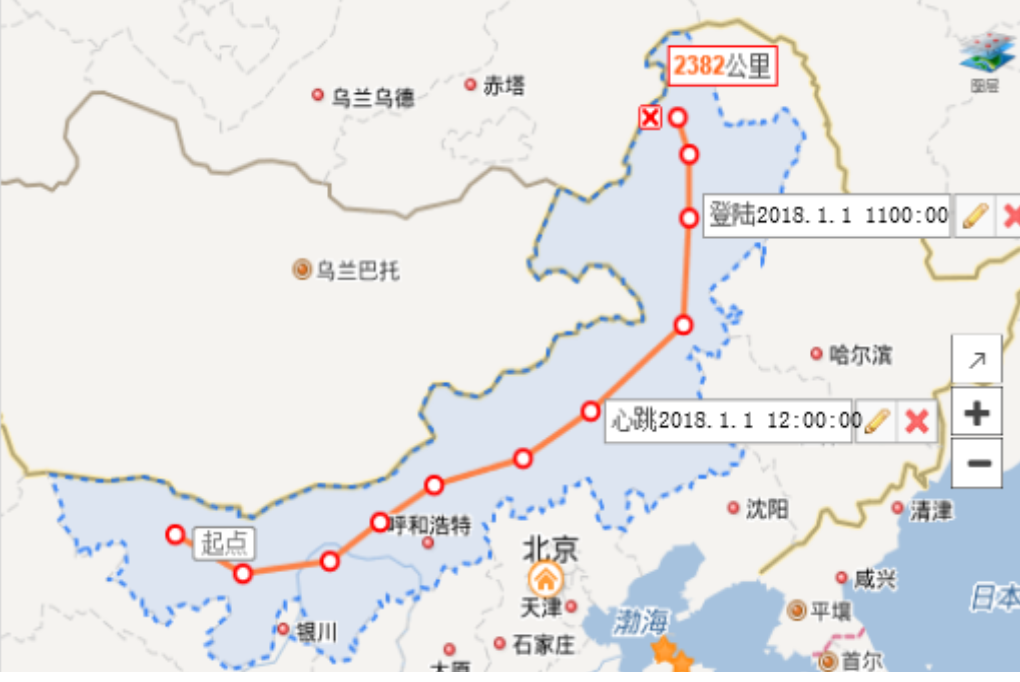 2382公里
图层
赤塔
乌兰乌德
登陆2018.1.1 1100:00
乌兰巴托
哈尔滨
心跳2018.1.1 12:00:00
沈阳
清津
呼和浩特
起点
北京
咸兴
天津
日本
平壤
渤海
银川
石家庄
首尔